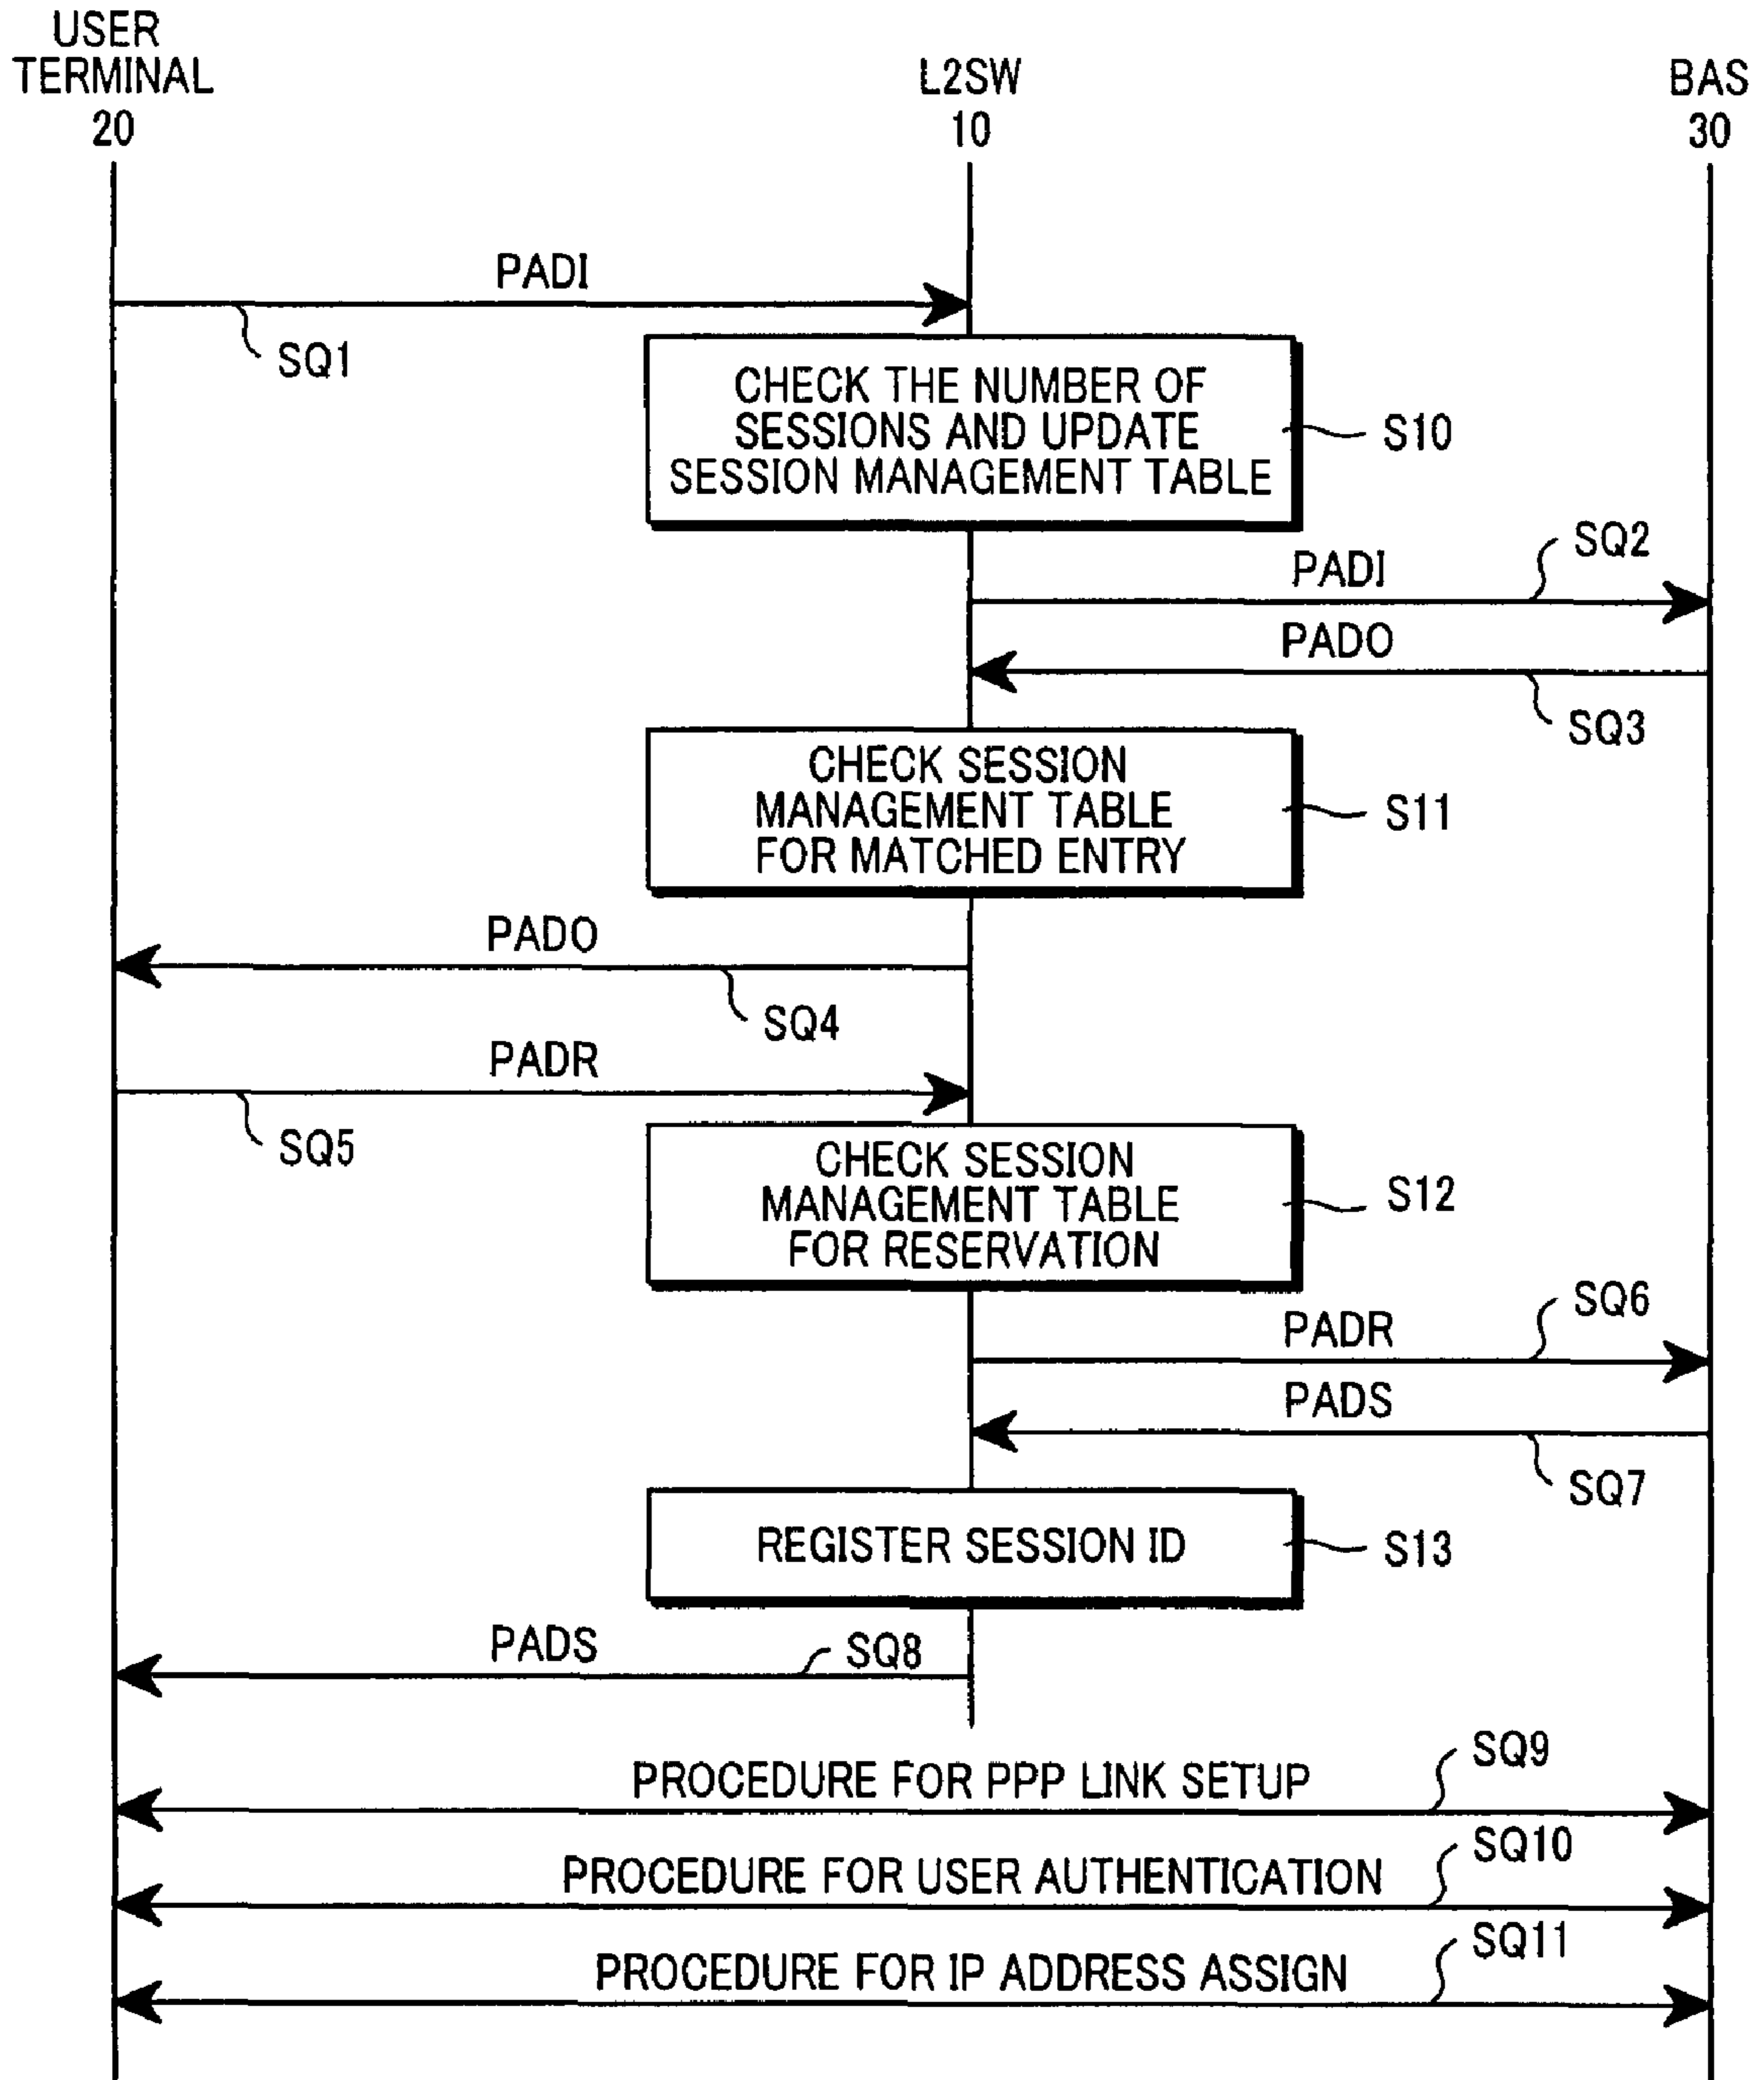 USER
TERMINAL
20
L2SW
10
BAS
30
PADI
SQ1
CHECK THE NUMBER OF
SESSIONS AND UPDATE
SESSION MANAGEMENT TABLE
S10
SQ2
PADI
PADO
SQ3
CHECK SESSION
MANAGEMENT TABLE
FOR MATCHED ENTRY
S11
PADO
SQ4
PADR
SQ5
CHECK SESSION
MANAGEMENT TABLE
FOR RESERVATION
S12
SQ6
PADR
PADS
SQ7
REGISTER SESSION ID
S13
PADS
SQ8
SQ9
PROCEDURE FOR PPP LINK SETUP
SQ10
PROCEDURE FOR USER AUTHENTICATION
SQ11
PROCEDURE FOR IP ADDRESS ASSIGN